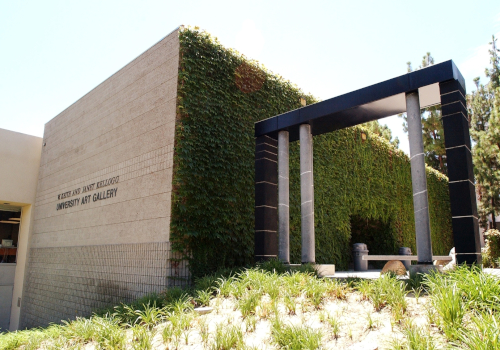 W. KEITH AND JANET KELLOGG
UNIVERSITY ART GALLERY